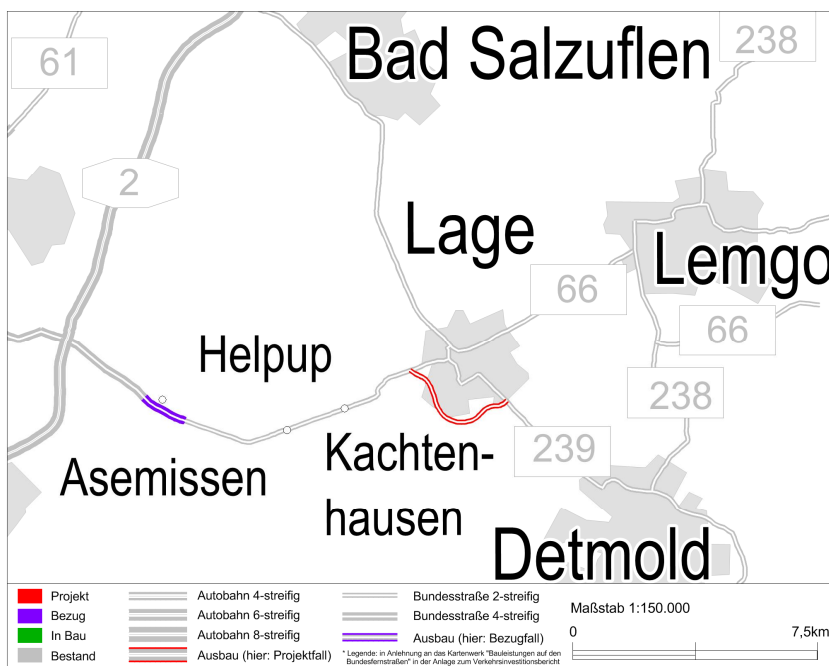 Bad Salzuflen
238
61
2
Lage
Lemgo
66
66
Helpup
238
Kachten-
hausen
239
Asemissen
Detmold
Projekt
Bezug
In Bau
Bestand
Autobahn 4-streifig
Autobahn 6-streifig
Autobahn 8-streifig
Ausbau (hier: Projektfall)
Bundesstraße 2-streifig
Bundesstraße 4-streifig
Ausbau (hier: Bezugfall)
* Legende: in Anlehnung an das Kartenwerk "Bauleistungen auf den
Bundesfernstraßen" in der Anlage zum Verkehrsinvestitionsbericht
Maßstab 1:150.000
0 7,5km